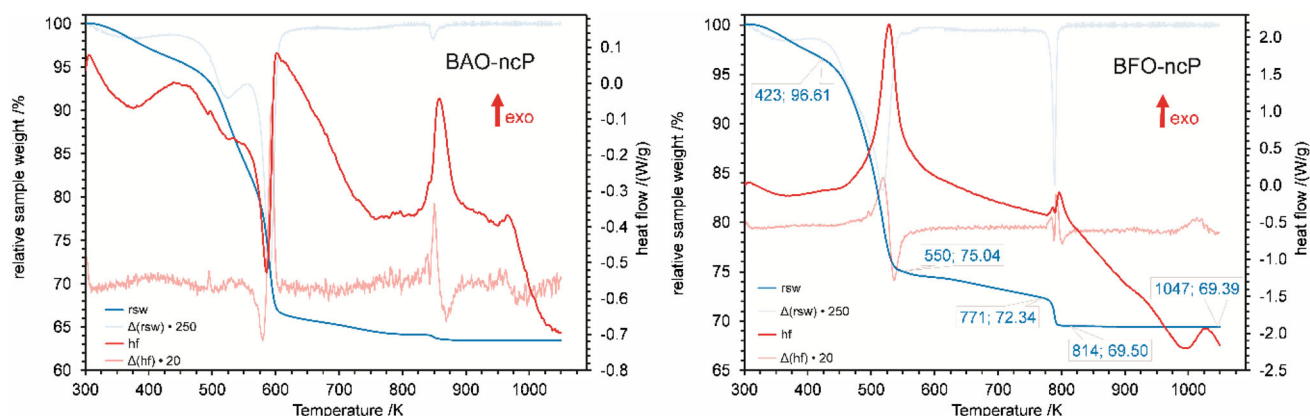 relative sample weight /%
100
95
90
85
80
75
70
65
60
BAO-ncP
exo
rsw
Δ(rsw) • 250
hf
Δ(hf) • 20
0.1
0.0
-0.1
-0.2
-0.3
-0.4
-0.5
-0.6
-0.7
-0.8
heat flow /(W/g)
300 400 500 600 700 800 900 1000
Temperature /K
relative sample weight /%
100
95
90
85
80
75
70
65
BFO-ncP
exo
423; 96.61
550; 75.04
771; 72.34
814; 69.50
1047; 69.39
rsw
Δ(rsw) • 250
hf
Δ(hf) • 20
2.2
2.0
1.5
1.0
0.5
0.0
-0.5
-1.0
-1.5
-2.0
-2.5
heat flow /(W/g)
300 400 500 600 700 800 900 1000
Temperature /K